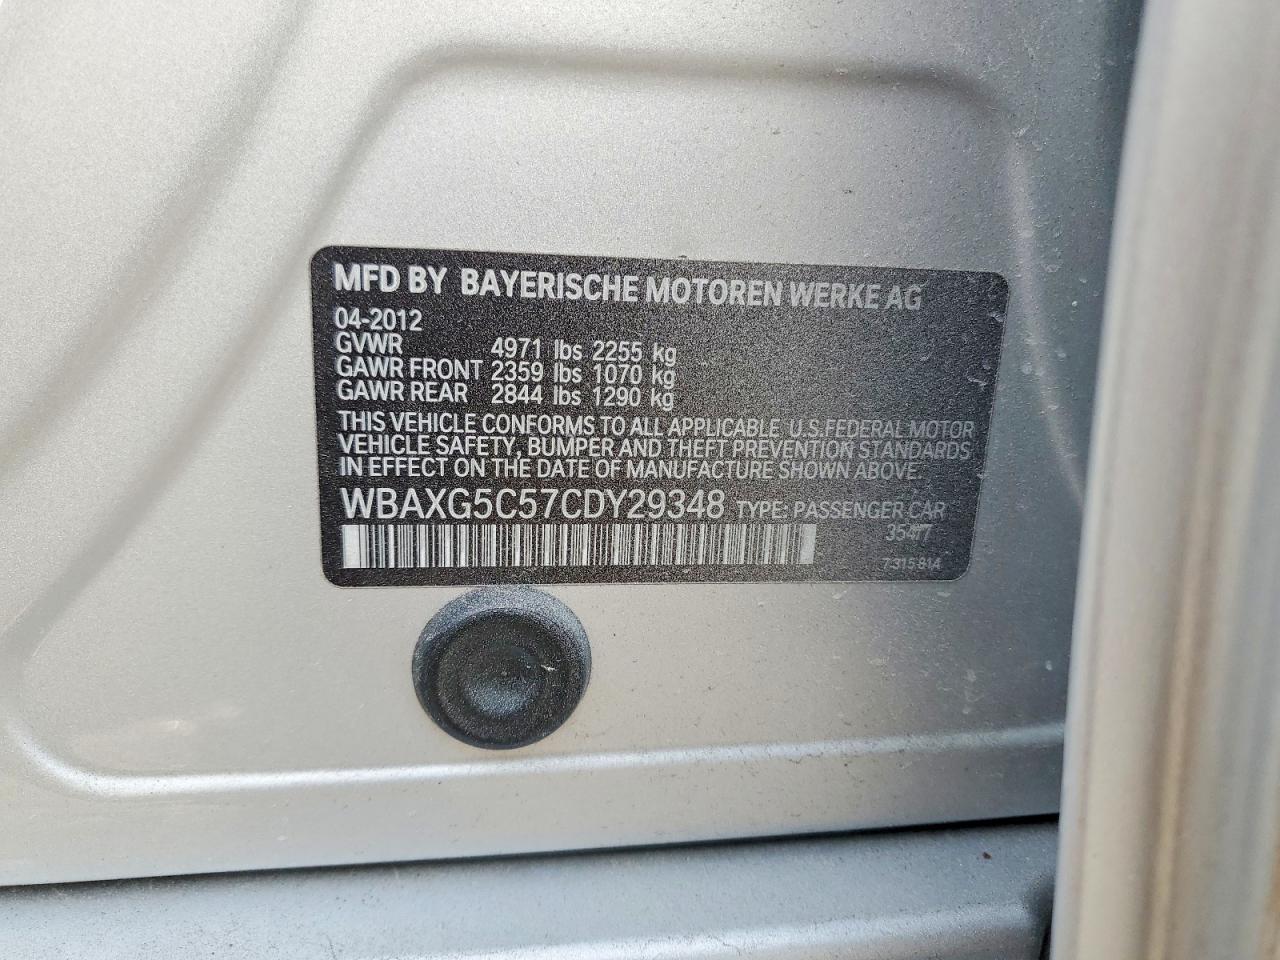 MFD BY BAYERISCHE MOTOREN WERKE AG
04-2012
GVWR 4971 lbs 2255 kg
GAWR FRONT 2359 lbs 1070 kg
GAWR REAR 2844 lbs 1290 kg
THIS VEHICLE CONFORMS TO ALL APPLICABLE U.S.FEDERAL MOTOR
VEHICLE SAFETY, BUMPER AND THEFT PREVENTION STANDARDS
IN EFFECT ON THE DATE OF MANUFACTURE SHOWN ABOVE.
WBAXG5C57CDY29348 TYPE: PASSENGER CAR
35477
7 315 814